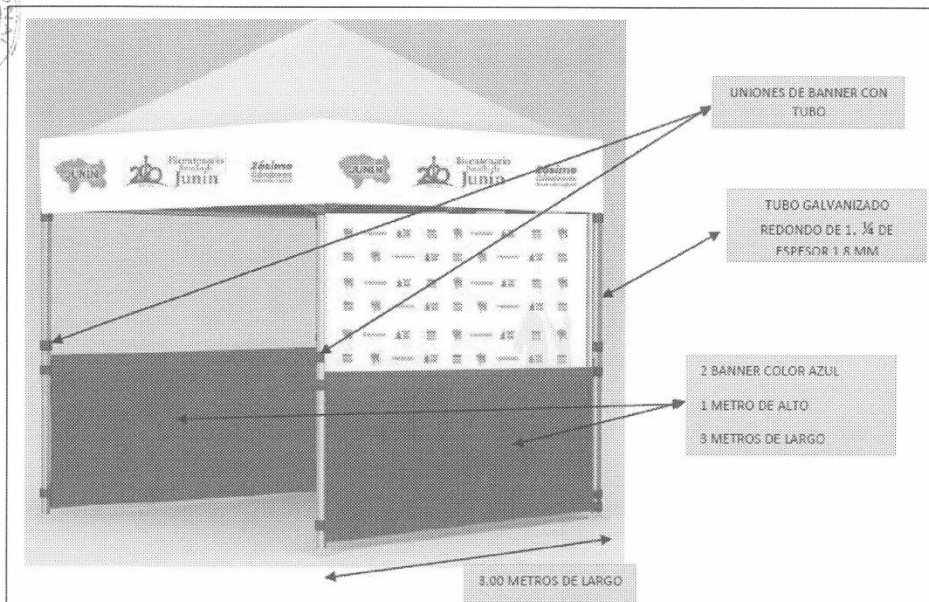 UNIONES DE BANNER CON
TUBO
JUNIN
Bicentenario
Junín
Zósimo
JUNIN
Bicentenario
Junín
Zósimo
TUBO GALVANIZADO
REDONDO DE 1. ¼ DE
ESPESOR 1.8 MM
2 BANNER COLOR AZUL
1 METRO DE ALTO
3 METROS DE LARGO
3.00 METROS DE LARGO